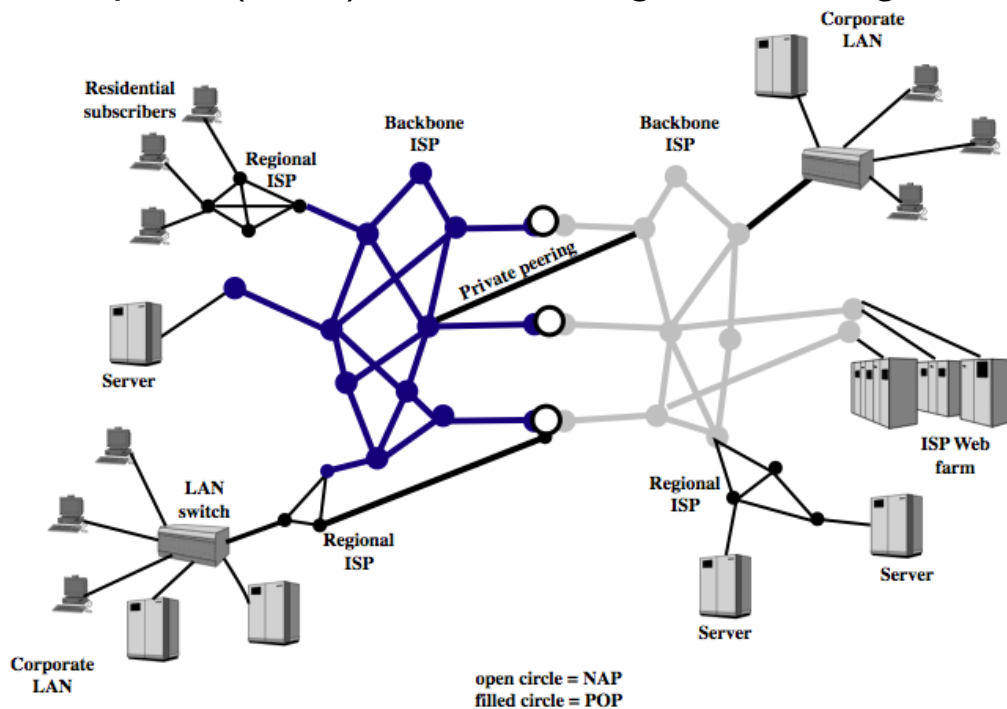 Corporate
LAN
Residential
subscribers
Backbone
ISP
Backbone
ISP
Regional
ISP
Private peering
Server
ISP Web
farm
LAN
switch
Regional
ISP
Regional
ISP
Server
Server
Corporate
LAN
open circle = NAP
filled circle = POP